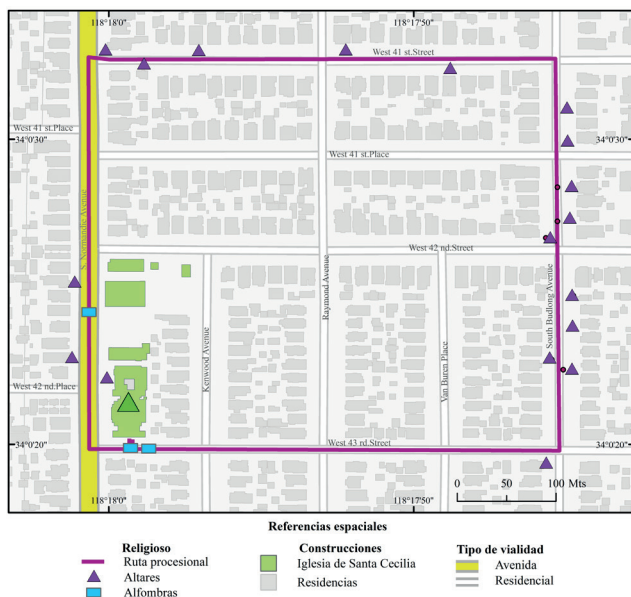 118°18'0" 118°17'50"
West 41 st.Street
West 41 st.Place
34°0'30" 34°0'30"
West 41 st.Place
S. Normandie Avenue
West 42 nd.Street
Raymond Avenue
South Budlong Avenue
Kenwood Avenue
Van Buren Place
West 42 nd.Place
34°0'20" West 43 rd.Street 34°0'20"
118°18'0" 118°17'50"
0 50 100 Mts
Referencias espaciales
Religioso
Ruta procesional
Altares
Alfombras
Construcciones
Iglesia de Santa Cecilia
Residencias
Tipo de vialidad
Avenida
Residencial